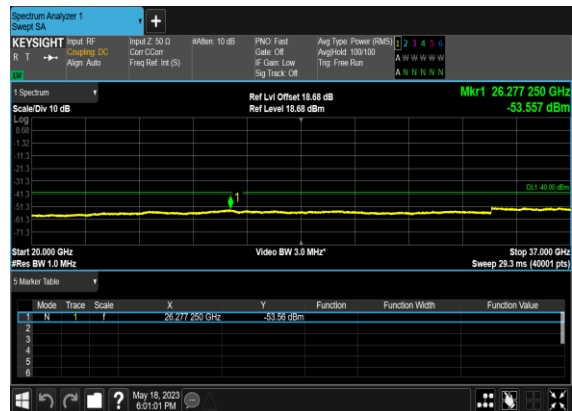 Spectrum Analyzer 1
Swept SA
KEYSIGHT Input: RF Input Z: 50 Ω #Atten: 10 dB PNO: Fast Avg Type: Power (RMS) 1 2 3 4 5 6
R T Coupling: DC Corr CCorr Gate: Off Avg|Hold: 100/100 A W W W W W
Align: Auto Freq Ref: Int (S) IF Gain: Low Trig: Free Run
LXI Sig Track: Off A N N N N N
1 Spectrum Ref Lvl Offset 18.68 dB Mkr1 26.277 250 GHz
Scale/Div 10 dB Ref Level 18.68 dBm -53.557 dBm
Log
8.68
-1.32
-11.3
-21.3
-31.3
DL1 -40.00 dBm
-41.3
1
-51.3
-61.3
-71.3
Start 20.000 GHz Video BW 3.0 MHz* Stop 37.000 GHz
#Res BW 1.0 MHz Sweep 29.3 ms (40001 pts)
5 Marker Table
Mode Trace Scale X Y Function Function Width Function Value
1 N 1 f 26.277 250 GHz -53.56 dBm
2
3
4
5
6
? May 18, 2023
6:01:01 PM